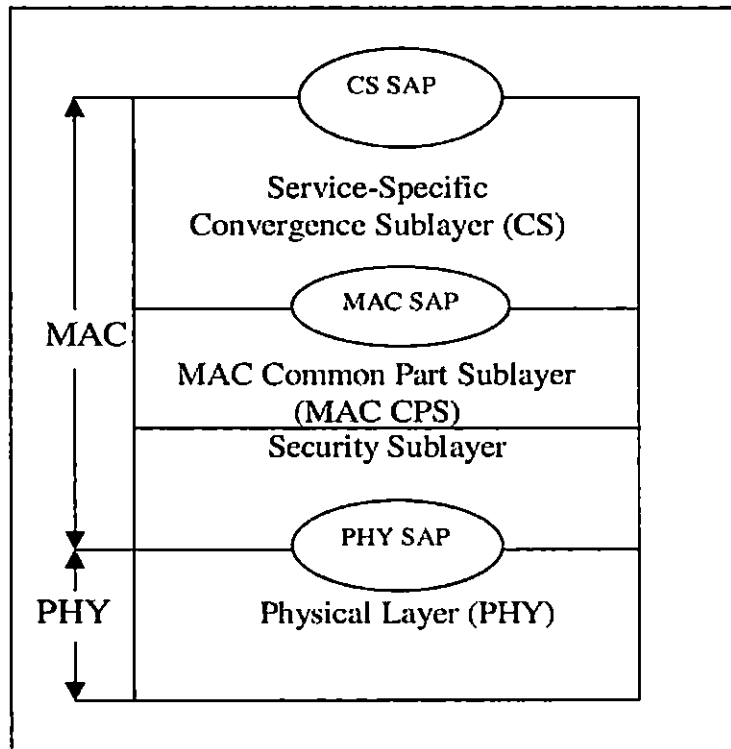 CS SAP
Service-Specific
Convergence Sublayer (CS)
MAC SAP
MAC
MAC Common Part Sublayer
(MAC CPS)
Security Sublayer
PHY SAP
PHY
Physical Layer (PHY)